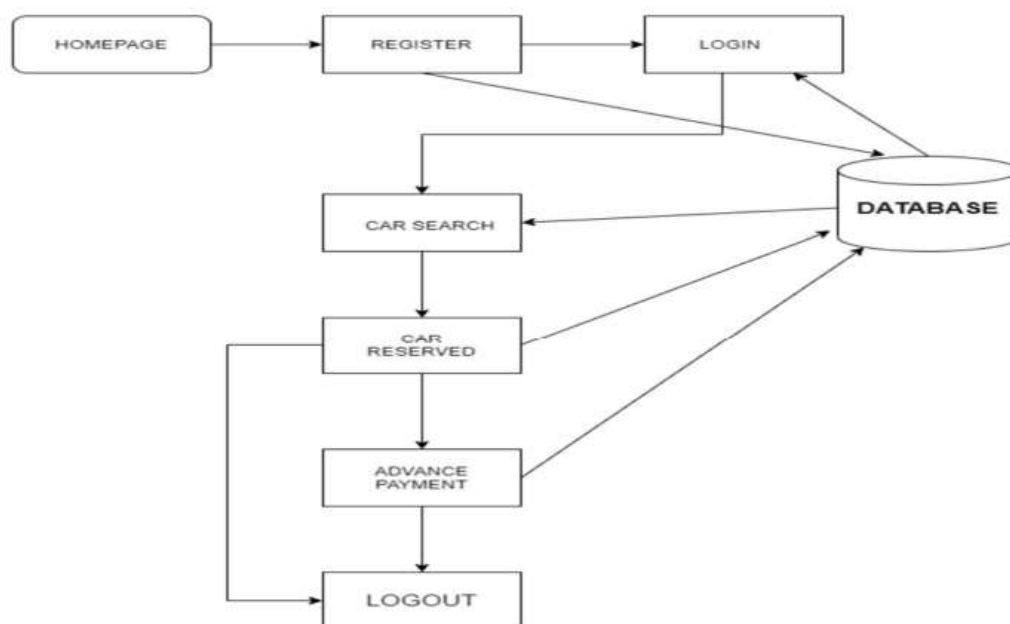 HOMEPAGE
REGISTER
LOGIN
DATABASE
CAR SEARCH
CAR
RESERVED
ADVANCE
PAYMENT
LOGOUT